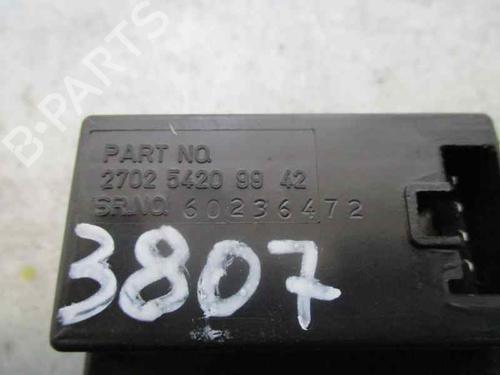 B-PARTS
PART NO.
2702 5420 99 42
SR.NO. 60236472
3807